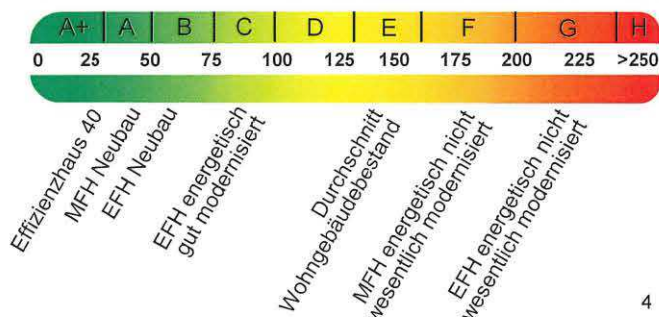 A+ A B C D E F G H
0 25 50 75 100 125 150 175 200 225 >250
Effizienzhaus 40
MFH Neubau
EFH Neubau
EFH energetisch
gut modernisiert
Durchschnitt
Wohngebäudebestand
MFH energetisch nicht
wesentlich modernisiert
EFH energetisch nicht
wesentlich modernisiert
4